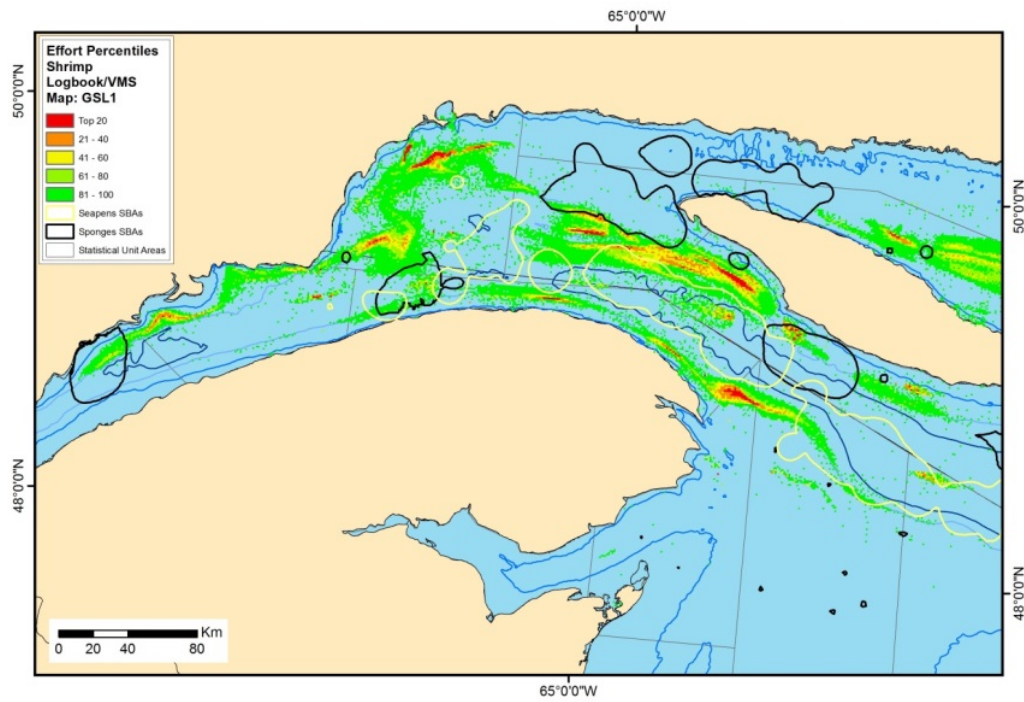 65°0'0"W
50°0'0"N
Effort Percentiles
Shrimp
Logbook/VMS
Map: GSL1
Top 20
21 - 40
41 - 60
61 - 80
81 - 100
Seapens SBAs
Sponges SBAs
Statistical Unit Areas
50°0'0"N
48°0'0"N
48°0'0"N
Km
0 20 40 80
65°0'0"W